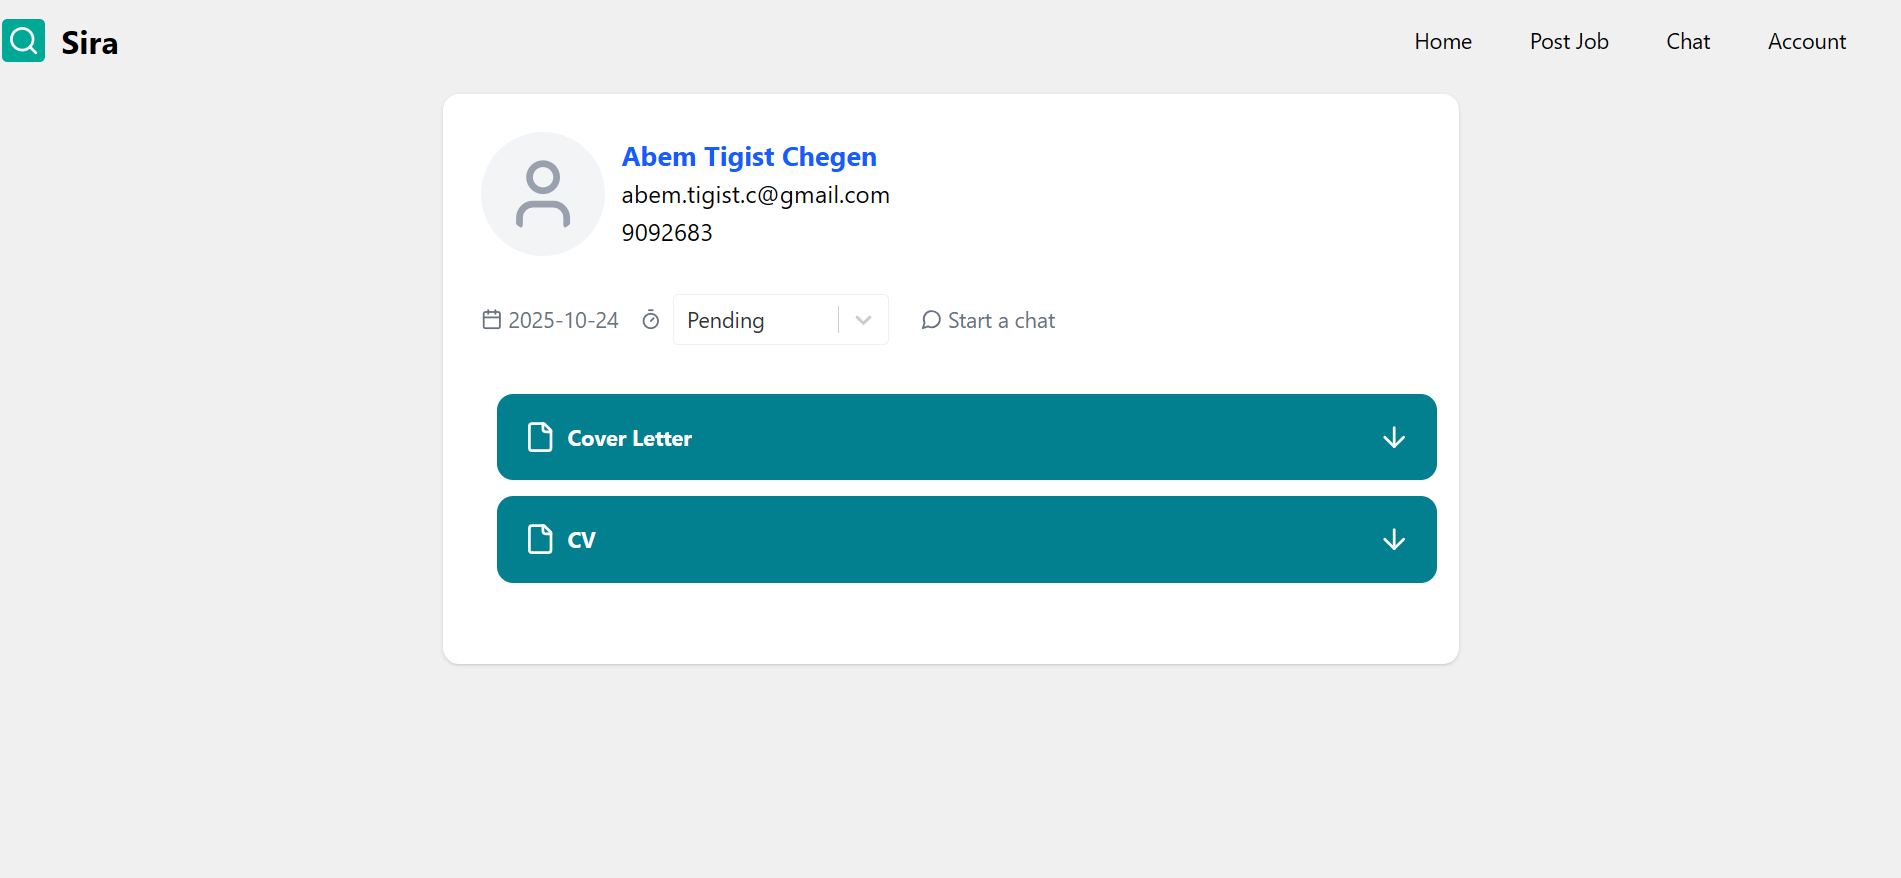 Sira
Home Post Job Chat Account
Abem Tigist Chegen
abem.tigist.c@gmail.com
9092683
2025-10-24 Pending Start a chat
Cover Letter
CV